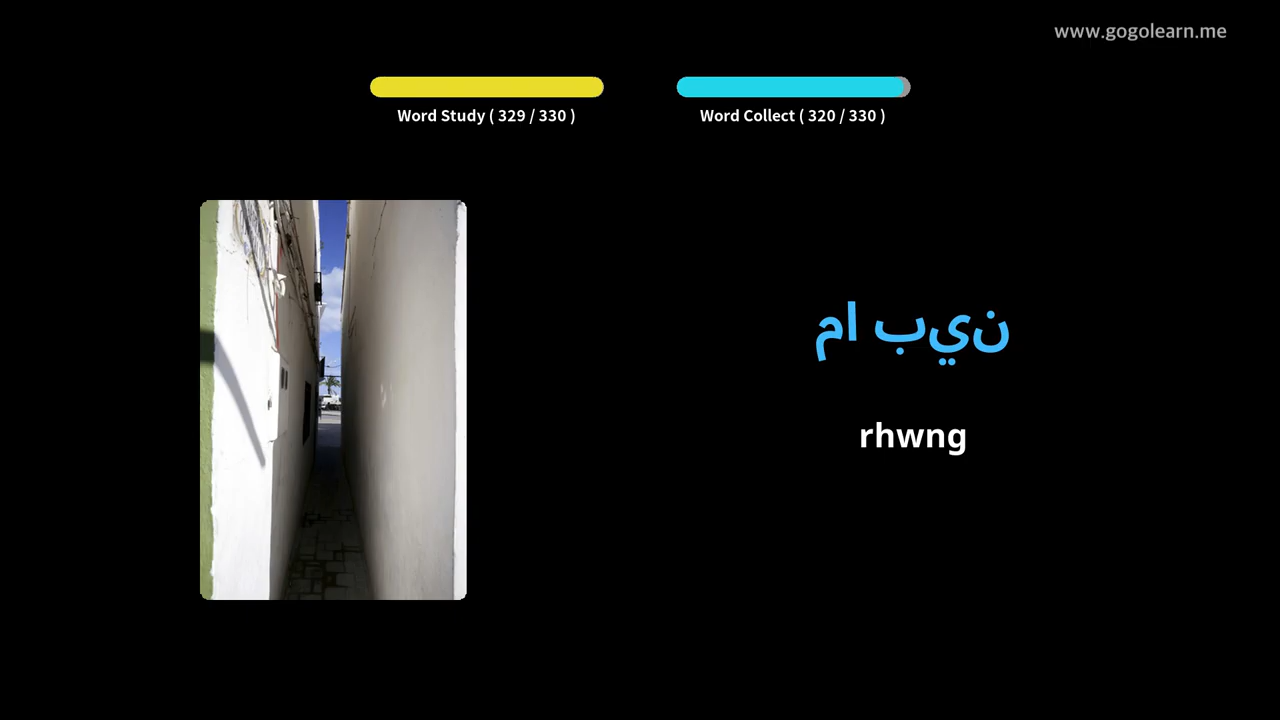 www.gogolearn.me
Word Study ( 329 / 330 )
Word Collect ( 320 / 330 )
ما بين
rhwng